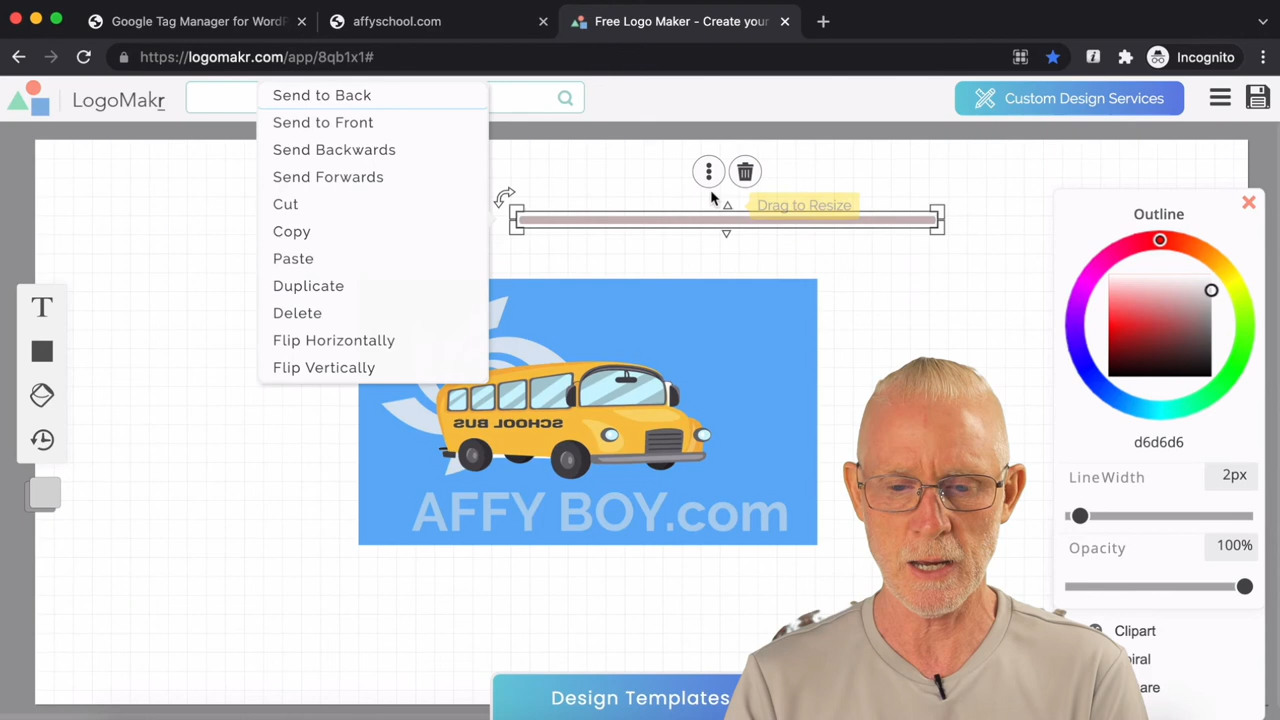 Google Tag Manager for WordPr
affyschool.com
Free Logo Maker - Create your
https://logomakr.com/app/8qb1x1#
Incognito
LogoMakr
Custom Design Services
Send to Back
Send to Front
Send Backwards
Send Forwards
Cut
Copy
Paste
Duplicate
Delete
Flip Horizontally
Flip Vertically
Drag to Resize
T
SCHOOL BUS
AFFY BOY.com
Outline
d6d6d6
LineWidth
2px
Opacity
100%
Clipart
iral
are
Design Templates